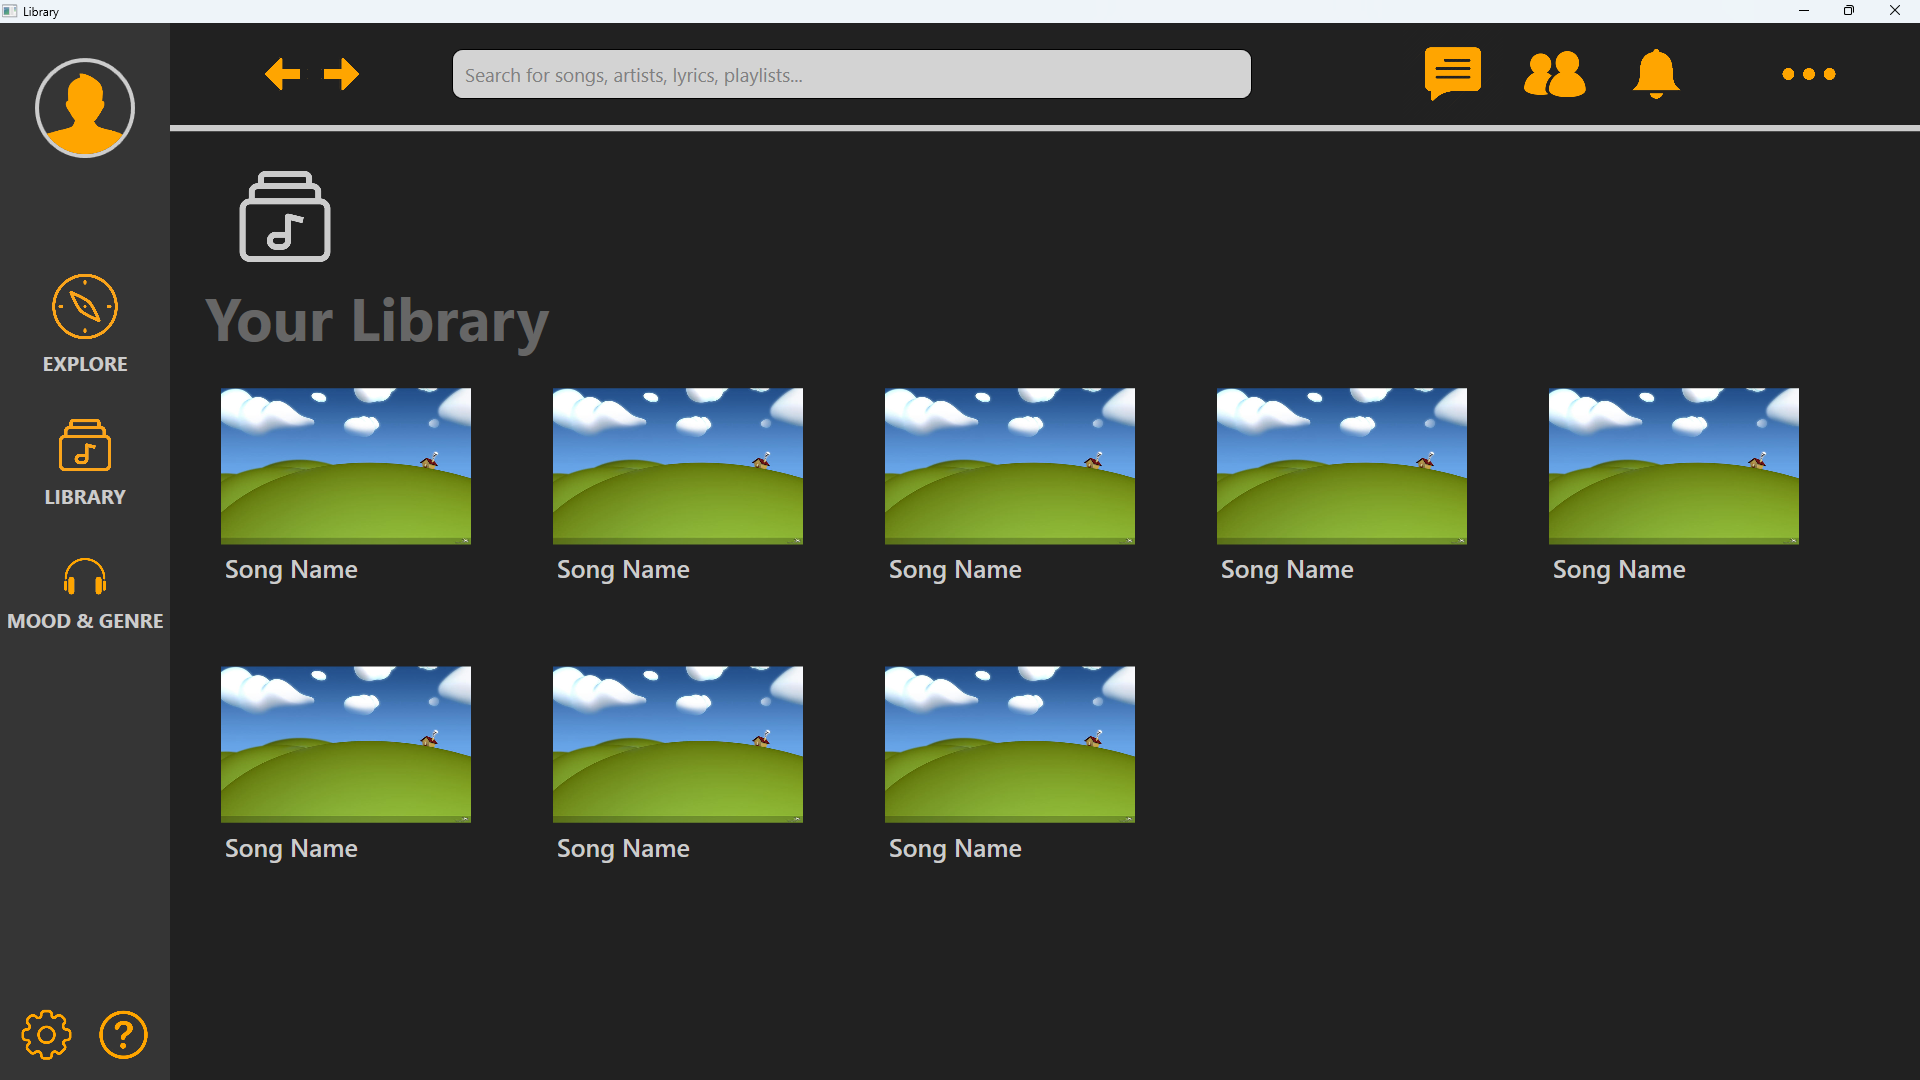 Library
Search for songs, artists, lyrics, playlists...
EXPLORE
LIBRARY
MOOD & GENRE
Your Library
Song Name
Song Name
Song Name
Song Name
Song Name
Song Name
Song Name
Song Name
?